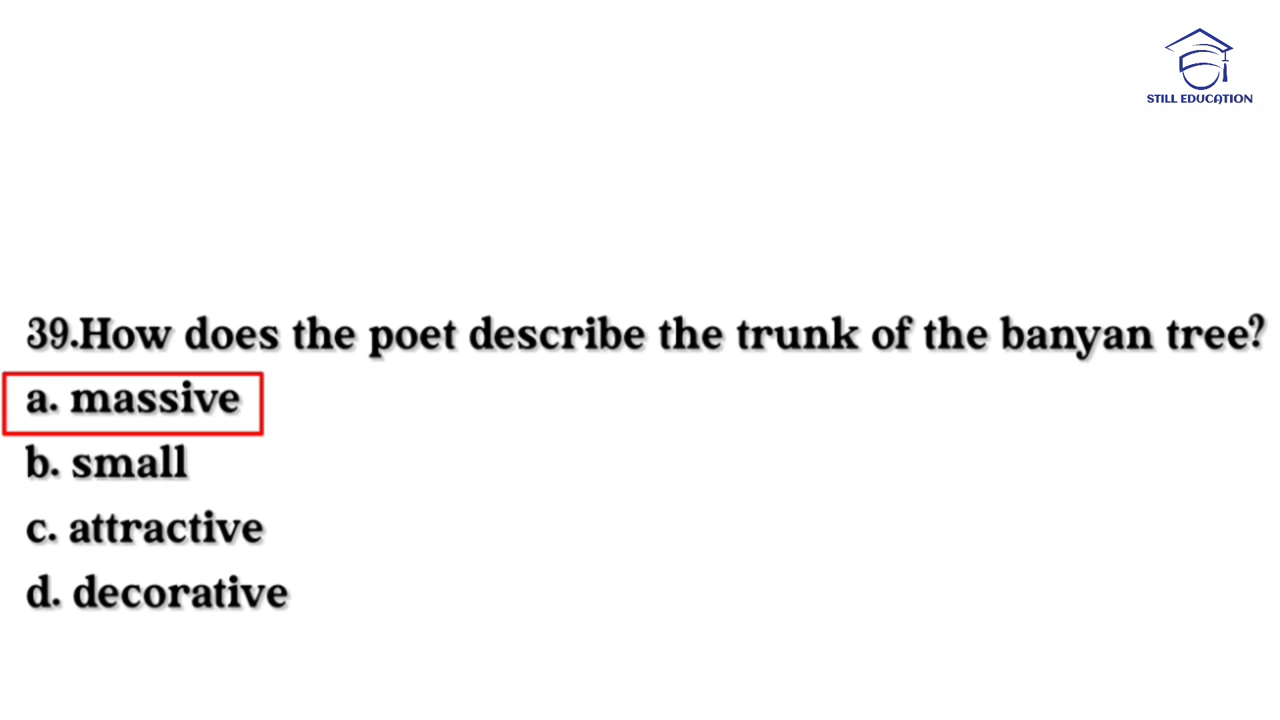 STILL EDUCATION
39.How does the poet describe the trunk of the banyan tree?
a. massive
b. small
c. attractive
d. decorative